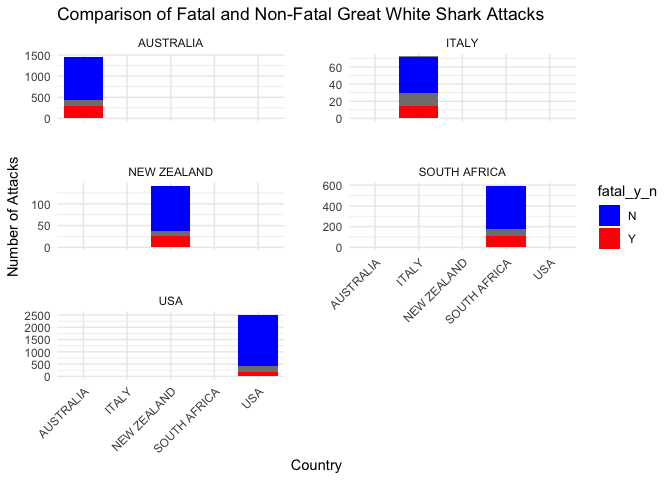 Comparison of Fatal and Non-Fatal Great White Shark Attacks
AUSTRALIA
1500
1000
500
0
ITALY
60
40
20
0
NEW ZEALAND
100
50
0
SOUTH AFRICA
600
400
200
0
AUSTRALIA
ITALY
NEW ZEALAND
SOUTH AFRICA
USA
USA
2500
2000
1500
1000
500
0
AUSTRALIA
ITALY
NEW ZEALAND
SOUTH AFRICA
USA
Number of Attacks
Country
fatal_y_n
N
Y